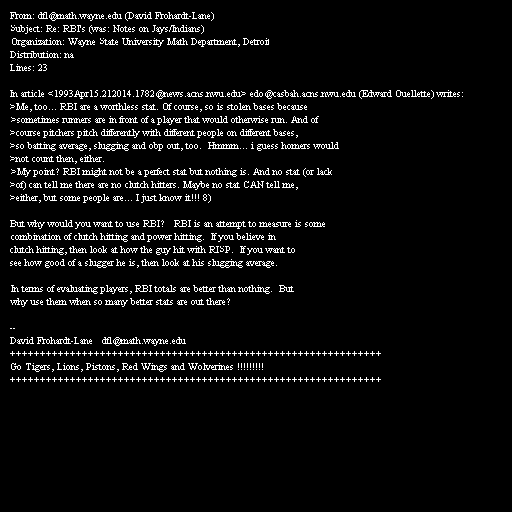 From: dfl@math.wayne.edu (David Frohardt-Lane)
Subject: Re: RBI's (was: Notes on Jays/Indians)
Organization: Wayne State University Math Department, Detroit
Distribution: na
Lines: 23

In article <1993Apr15.212014.1782@news.acns.nwu.edu> edo@casbah.acns.nwu.edu (Edward Ouellette) writes:
>Me, too... RBI are a worthless stat. Of course, so is stolen bases because
>sometimes runners are in front of a player that would otherwise run. And of
>course pitchers pitch differently with different people on different bases,
>so batting average, slugging and obp out, too.  Hmmm... i guess homers would
>not count then, either.
>My point? RBI might not be a perfect stat but nothing is. And no stat (or lack
>of) can tell me there are no clutch hitters. Maybe no stat CAN tell me,
>either, but some people are... I just know it!!! 8)

But why would you want to use RBI?   RBI is an attempt to measure is some
combination of clutch hitting and power hitting.  If you believe in
clutch hitting, then look at how the guy hit with RISP.  If you want to
see how good of a slugger he is, then look at his slugging average.

In terms of evaluating players, RBI totals are better than nothing.  But
why use them when so many better stats are out there?

--
David Frohardt-Lane   dfl@math.wayne.edu
++++++++++++++++++++++++++++++++++++++++++++++++++++++++++++++++
Go Tigers, Lions, Pistons, Red Wings and Wolverines !!!!!!!!!
++++++++++++++++++++++++++++++++++++++++++++++++++++++++++++++++